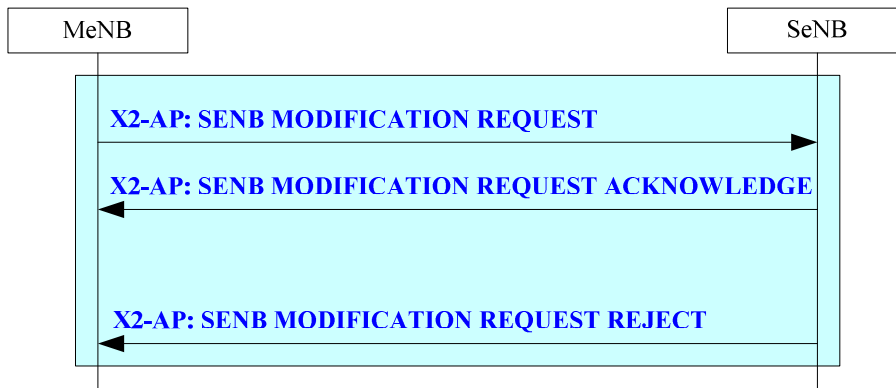 MeNB
SeNB
X2-AP: SENB MODIFICATION REQUEST
X2-AP: SENB MODIFICATION REQUEST ACKNOWLEDGE
X2-AP: SENB MODIFICATION REQUEST REJECT